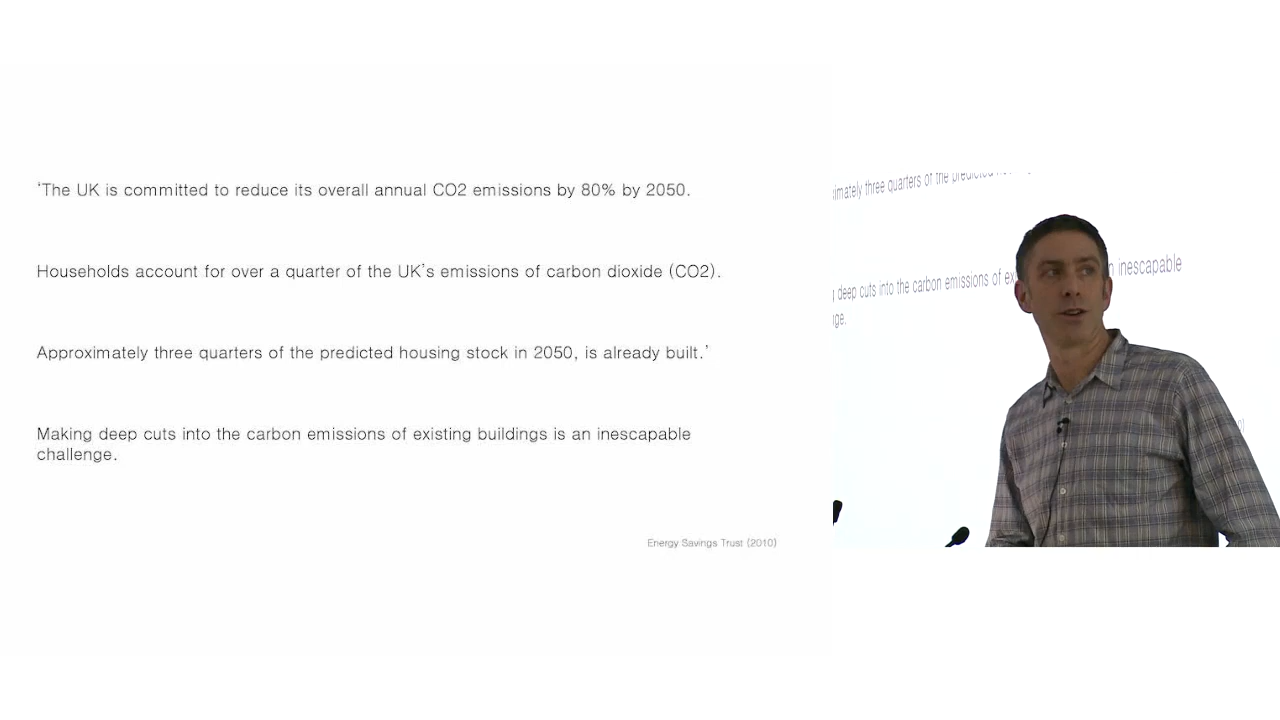 ‘The UK is committed to reduce its overall annual CO2 emissions by 80% by 2050.
Households account for over a quarter of the UK’s emissions of carbon dioxide (CO2).
Approximately three quarters of the predicted housing stock in 2050, is already built.’
Making deep cuts into the carbon emissions of existing buildings is an inescapable
challenge.
Energy Savings Trust (2010)
three quarters of the predicted
deep cuts into the carbon emissions of
inescapable